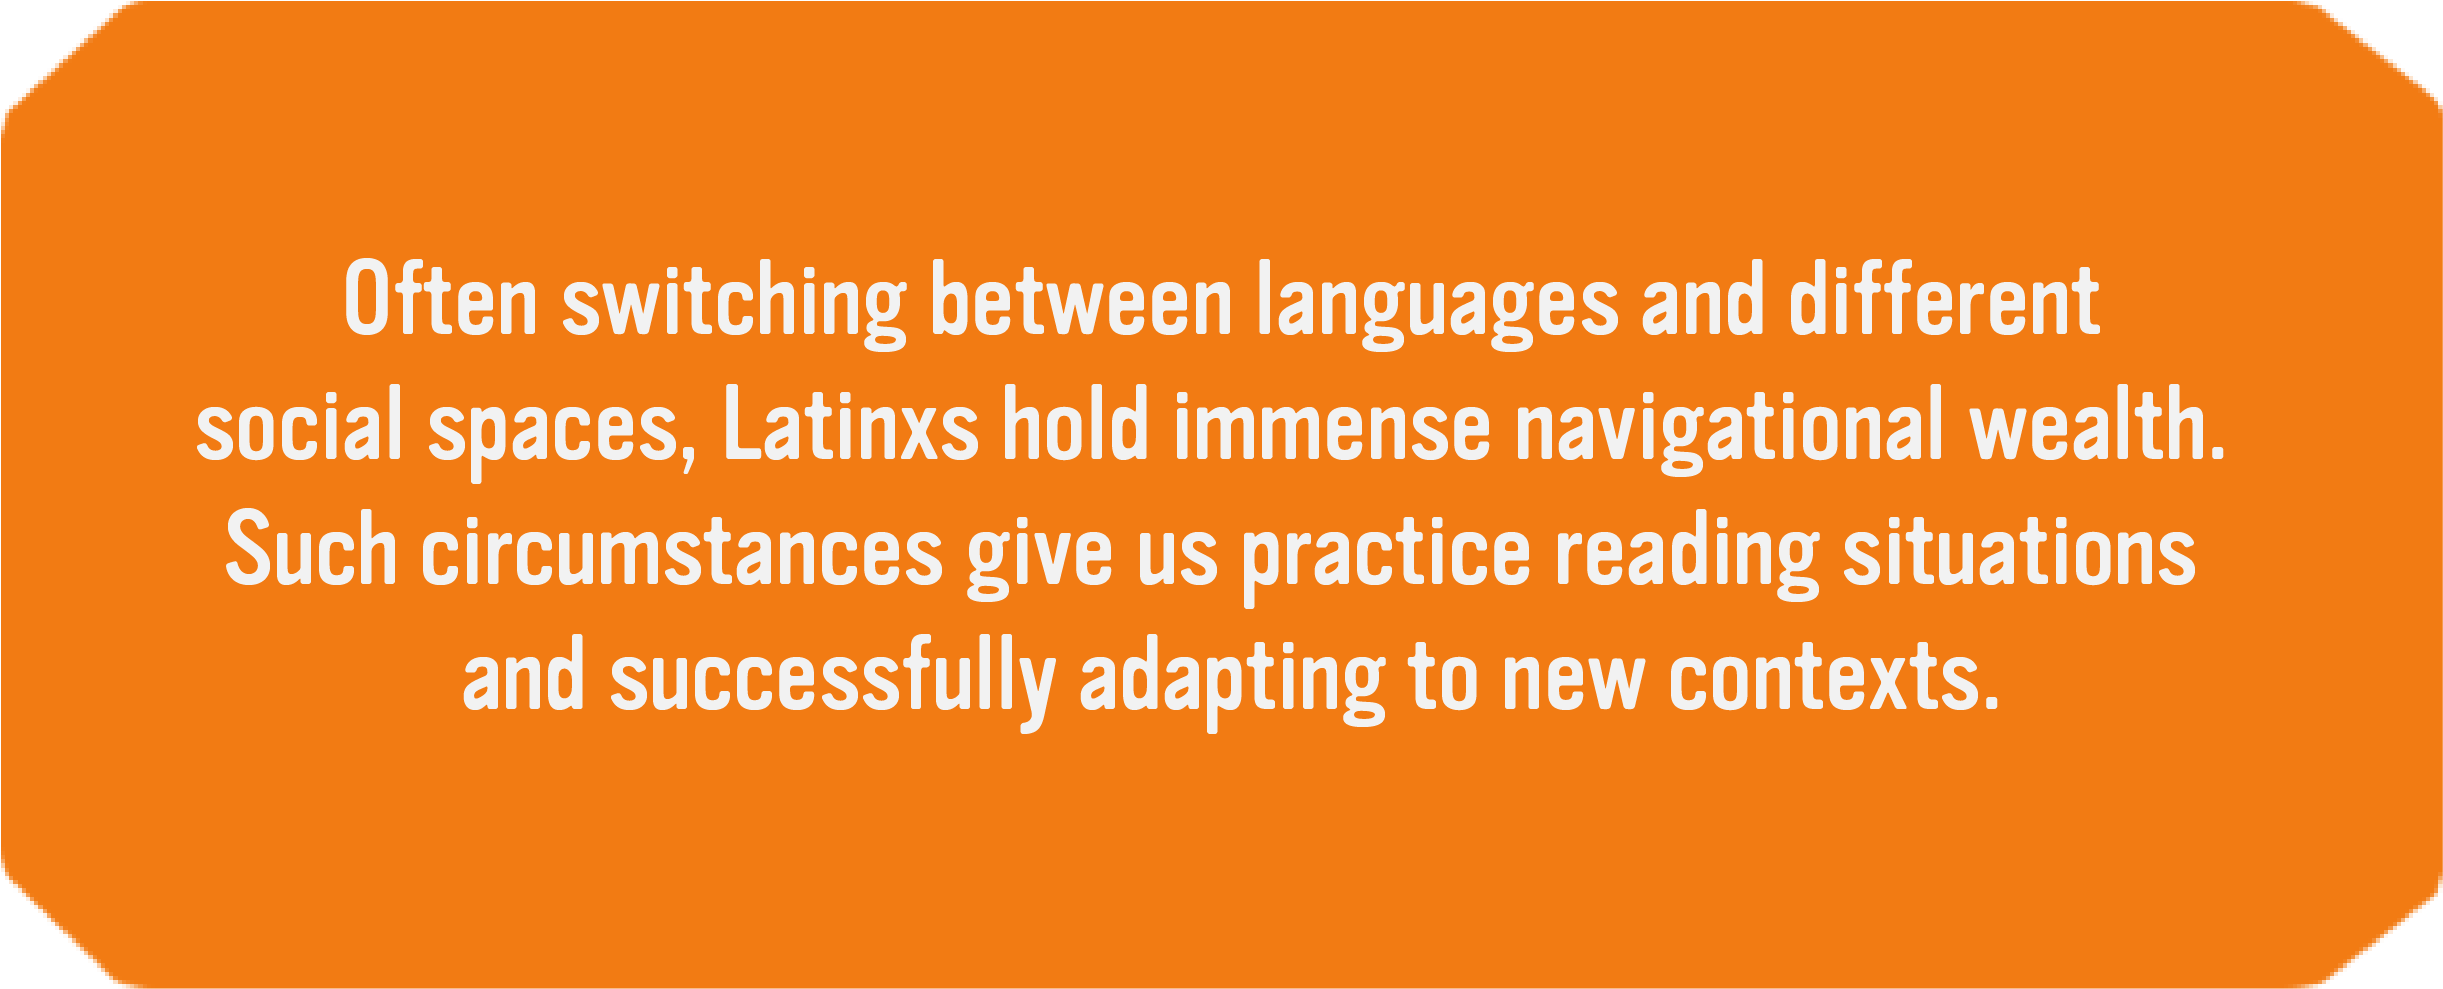 Often switching between languages and different
social spaces, Latinxs hold immense navigational wealth.
Such circumstances give us practice reading situations
and successfully adapting to new contexts.